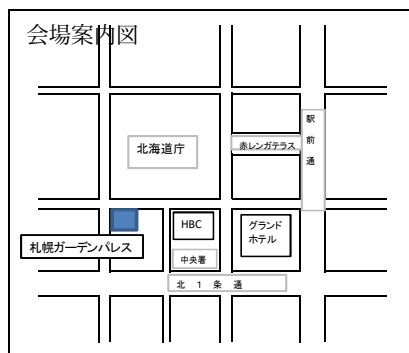 会場案内図
駅前通
北海道庁
赤レンガテラス
HBC
グランド
ホテル
札幌ガーデンパレス
中央署
北 1 条 通